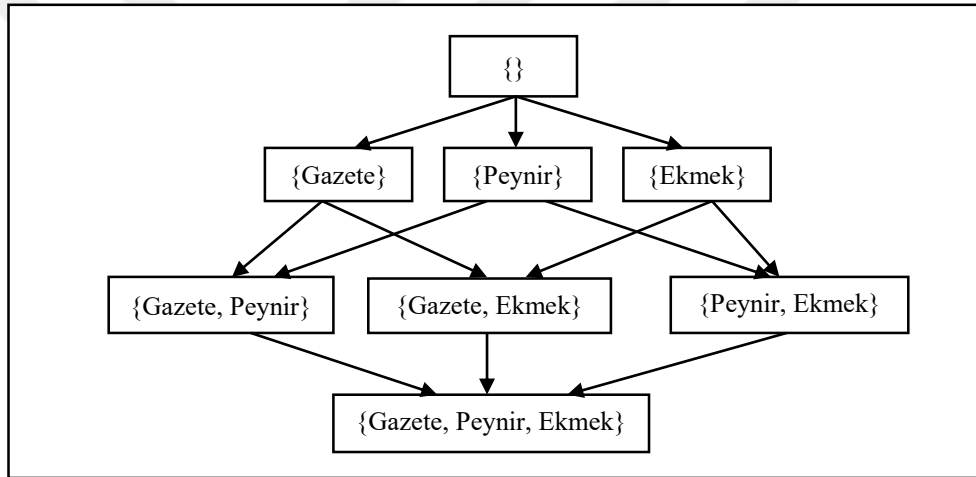 {}
{Gazete} {Peynir} {Ekmek}
{Gazete, Peynir} {Gazete, Ekmek} {Peynir, Ekmek}
{Gazete, Peynir, Ekmek}